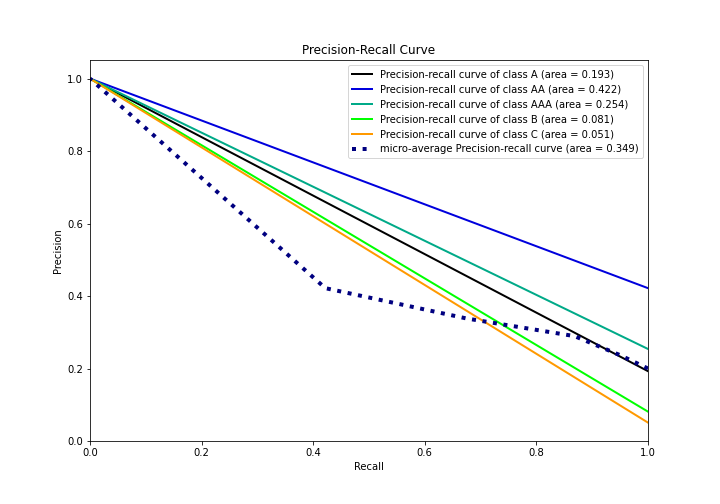 Precision-Recall Curve
Precision-recall curve of class A (area = 0.193)
Precision-recall curve of class AA (area = 0.422)
Precision-recall curve of class AAA (area = 0.254)
Precision-recall curve of class B (area = 0.081)
Precision-recall curve of class C (area = 0.051)
micro-average Precision-recall curve (area = 0.349)
Precision
1.0
0.8
0.6
0.4
0.2
0.0
0.0 0.2 0.4 0.6 0.8 1.0
Recall